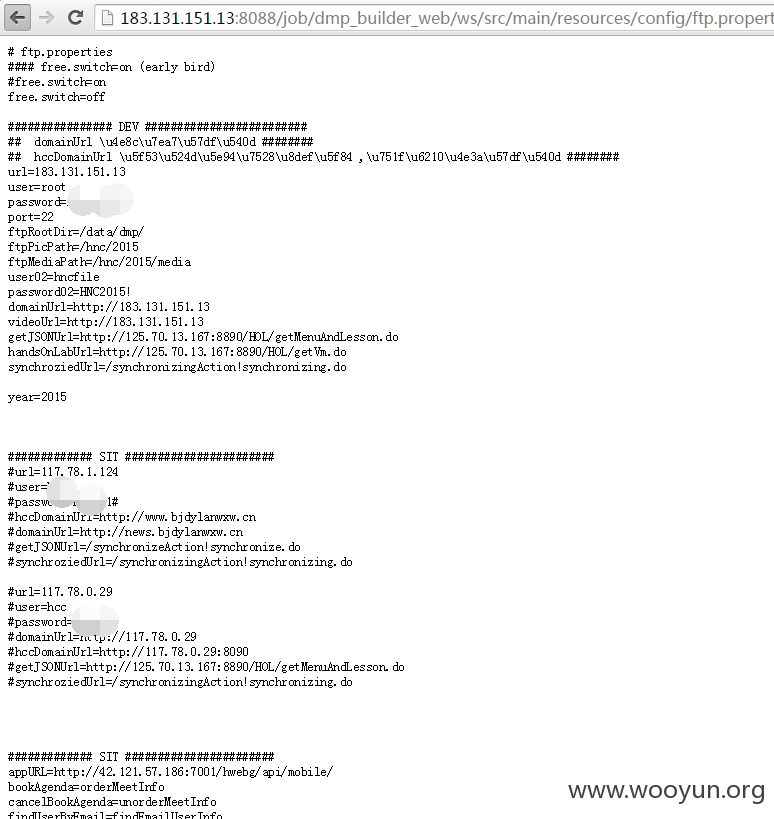 183.131.151.13:8088/job/dmp_builder_web/ws/src/main/resources/config/ftp.propert
# ftp.properties
#### free.switch=on (early bird)
#free.switch=on
free.switch=off
################ DEV #########################
## domainUrl \u4e8c\u7ea7\u57df\u540d ########
## hccDomainUrl \u5f53\u524d\u5e94\u7528\u8def\u5f84 ,\u751f\u6210\u4e3a\u57df\u540d ########
url=183.131.151.13
user=root
password=
port=22
ftpRootDir=/data/dmp/
ftpPicPath=/hnc/2015
ftpMediaPath=/hnc/2015/media
user02=hncfile
password02=HNC2015!
domainUrl=http://183.131.151.13
videoUrl=http://183.131.151.13
getJSONUrl=http://125.70.13.167:8890/HOL/getMenuAndLesson.do
handsOnLabUrl=http://125.70.13.167:8890/HOL/getVm.do
synchroziedUrl=/synchronizingAction!synchronizing.do
year=2015
############# SIT #######################
#url=117.78.1.124
#user=
#passwo 1#
#hccDomainUrl=http://www.bjdylanwxw.cn
#domainUrl=http://news.bjdylanwxw.cn
#getJSONUrl=/synchronizeAction!synchronize.do
#synchroziedUrl=/synchronizingAction!synchronizing.do
#url=117.78.0.29
#user=hcc
#password=
#domainUrl=http://117.78.0.29
#hccDomainUrl=http://117.78.0.29:8090
#getJSONUrl=http://125.70.13.167:8890/HOL/getMenuAndLesson.do
#synchroziedUrl=/synchronizingAction!synchronizing.do
############# SIT #######################
appURL=http://42.121.57.186:7001/hwebg/api/mobile/
bookAgenda=orderMeetInfo
cancelBookAgenda=unorderMeetInfo
findUserByEmail=findEmailUserInfo
www.wooyun.org